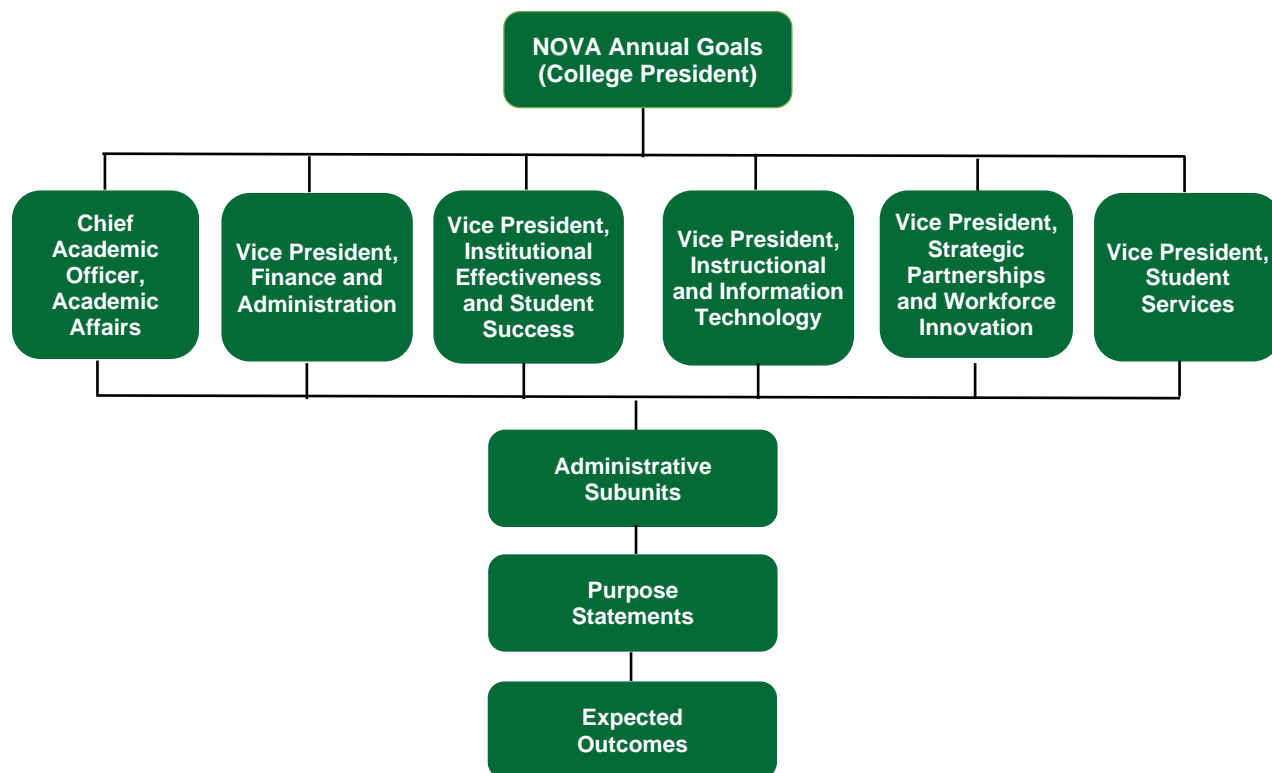 NOVA Annual Goals
(College President)
Chief
Academic
Officer,
Academic
Affairs
Vice President,
Finance and
Administration
Vice President,
Institutional
Effectiveness
and Student
Success
Vice President,
Instructional
and Information
Technology
Vice President,
Strategic
Partnerships
and Workforce
Innovation
Vice President,
Student
Services
Administrative
Subunits
Purpose
Statements
Expected
Outcomes